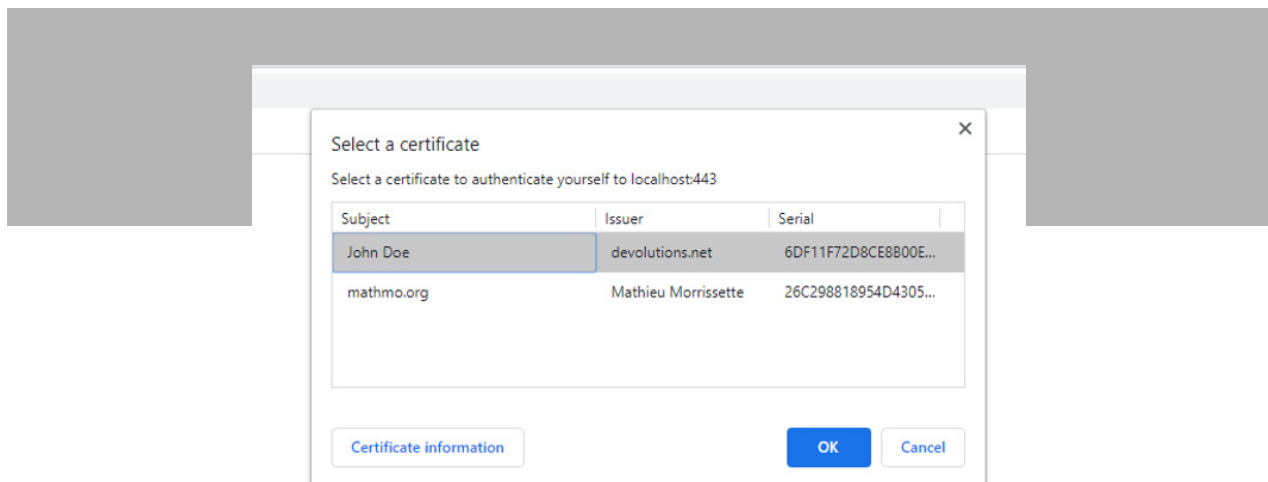 Select a certificate
Select a certificate to authenticate yourself to localhost:443
Subject Issuer Serial
John Doe devolutions.net 6DF11F72D8CE8B00E...
mathmo.org Mathieu Morrissette 26C298818954D4305...
Certificate information OK Cancel